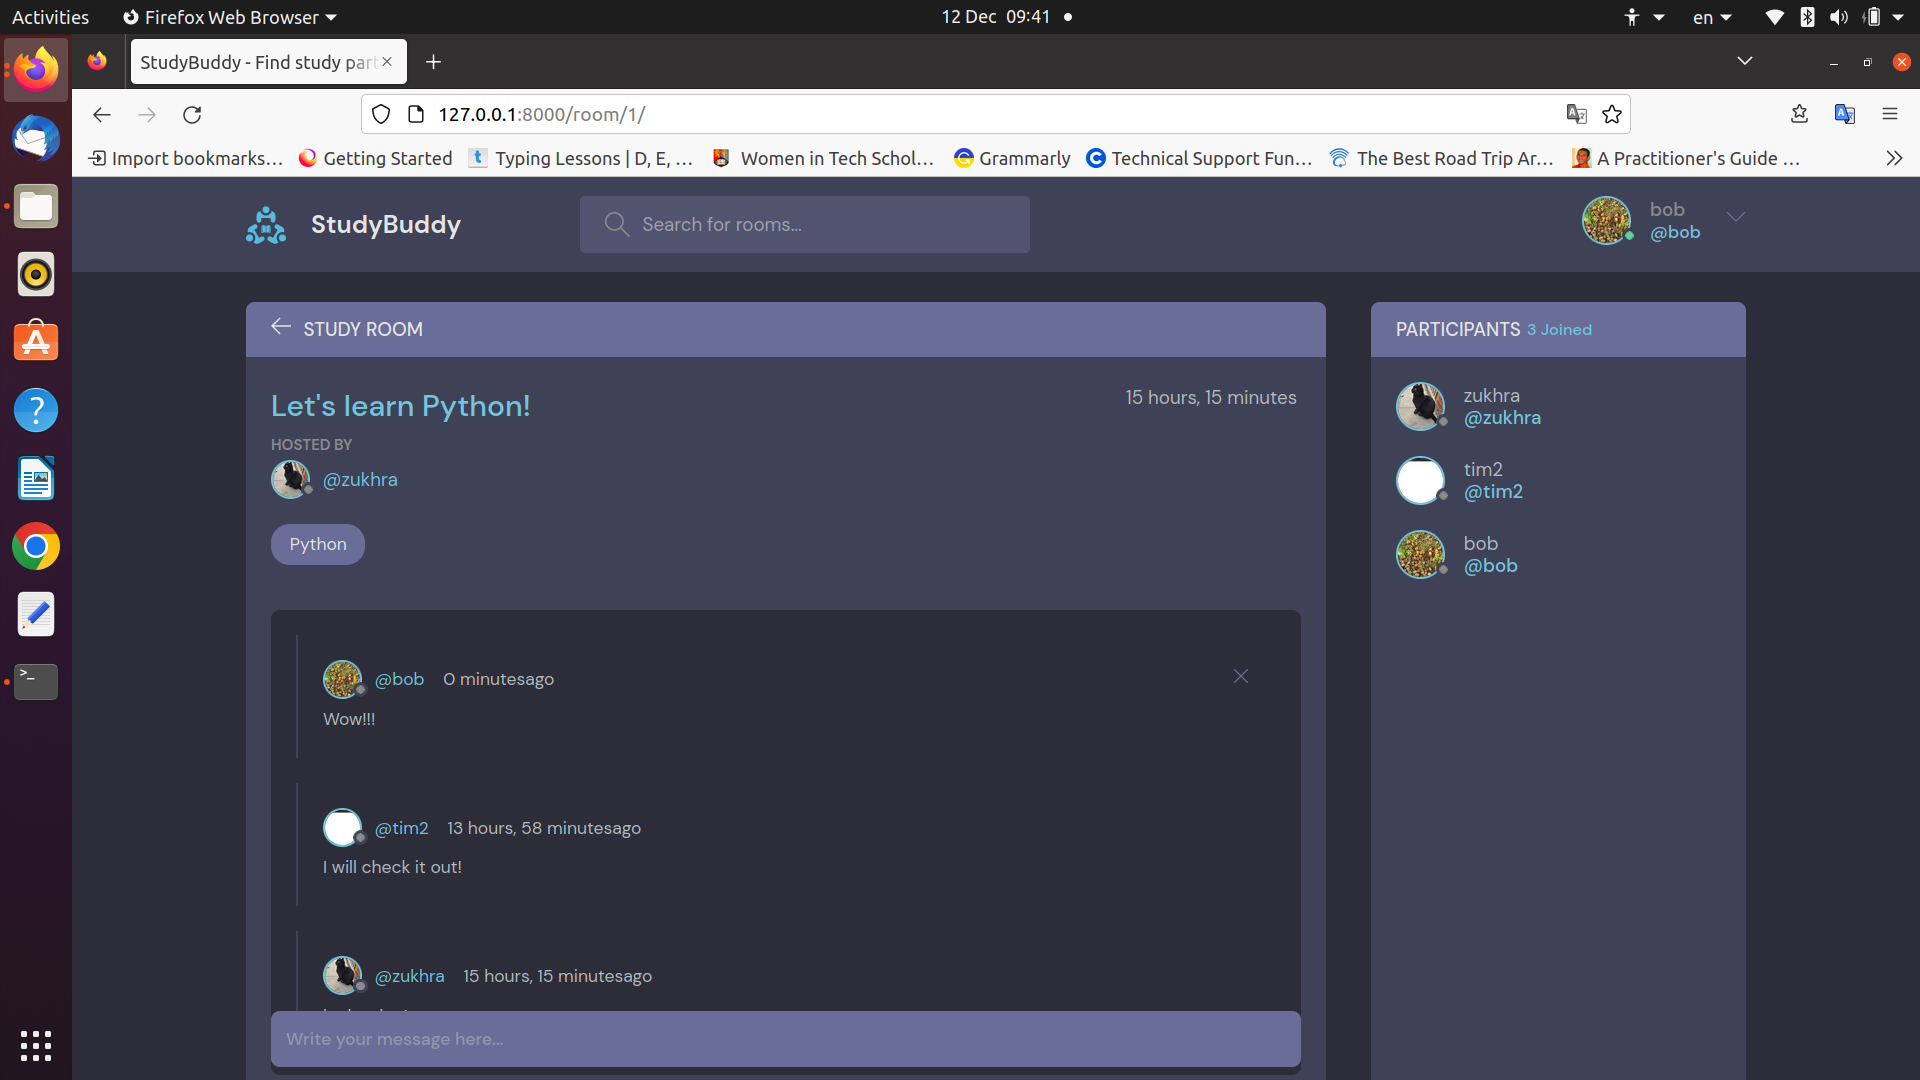 Activities Firefox Web Browser 12 Dec 09:41 en
StudyBuddy - Find study par
127.0.0.1:8000/room/1/
Import bookmarks... Getting Started Typing Lessons | D, E, ... Women in Tech Schol... Grammarly Technical Support Fun... The Best Road Trip Ar... A Practitioner's Guide ...
StudyBuddy Search for rooms... bob
@bob
STUDY ROOM
Let's learn Python! 15 hours, 15 minutes
HOSTED BY
@zukhra
Python
@bob 0 minutesago
Wow!!!
@tim2 13 hours, 58 minutesago
I will check it out!
@zukhra 15 hours, 15 minutesago
Write your message here...
PARTICIPANTS 3 Joined
zukhra
@zukhra
tim2
@tim2
bob
@bob